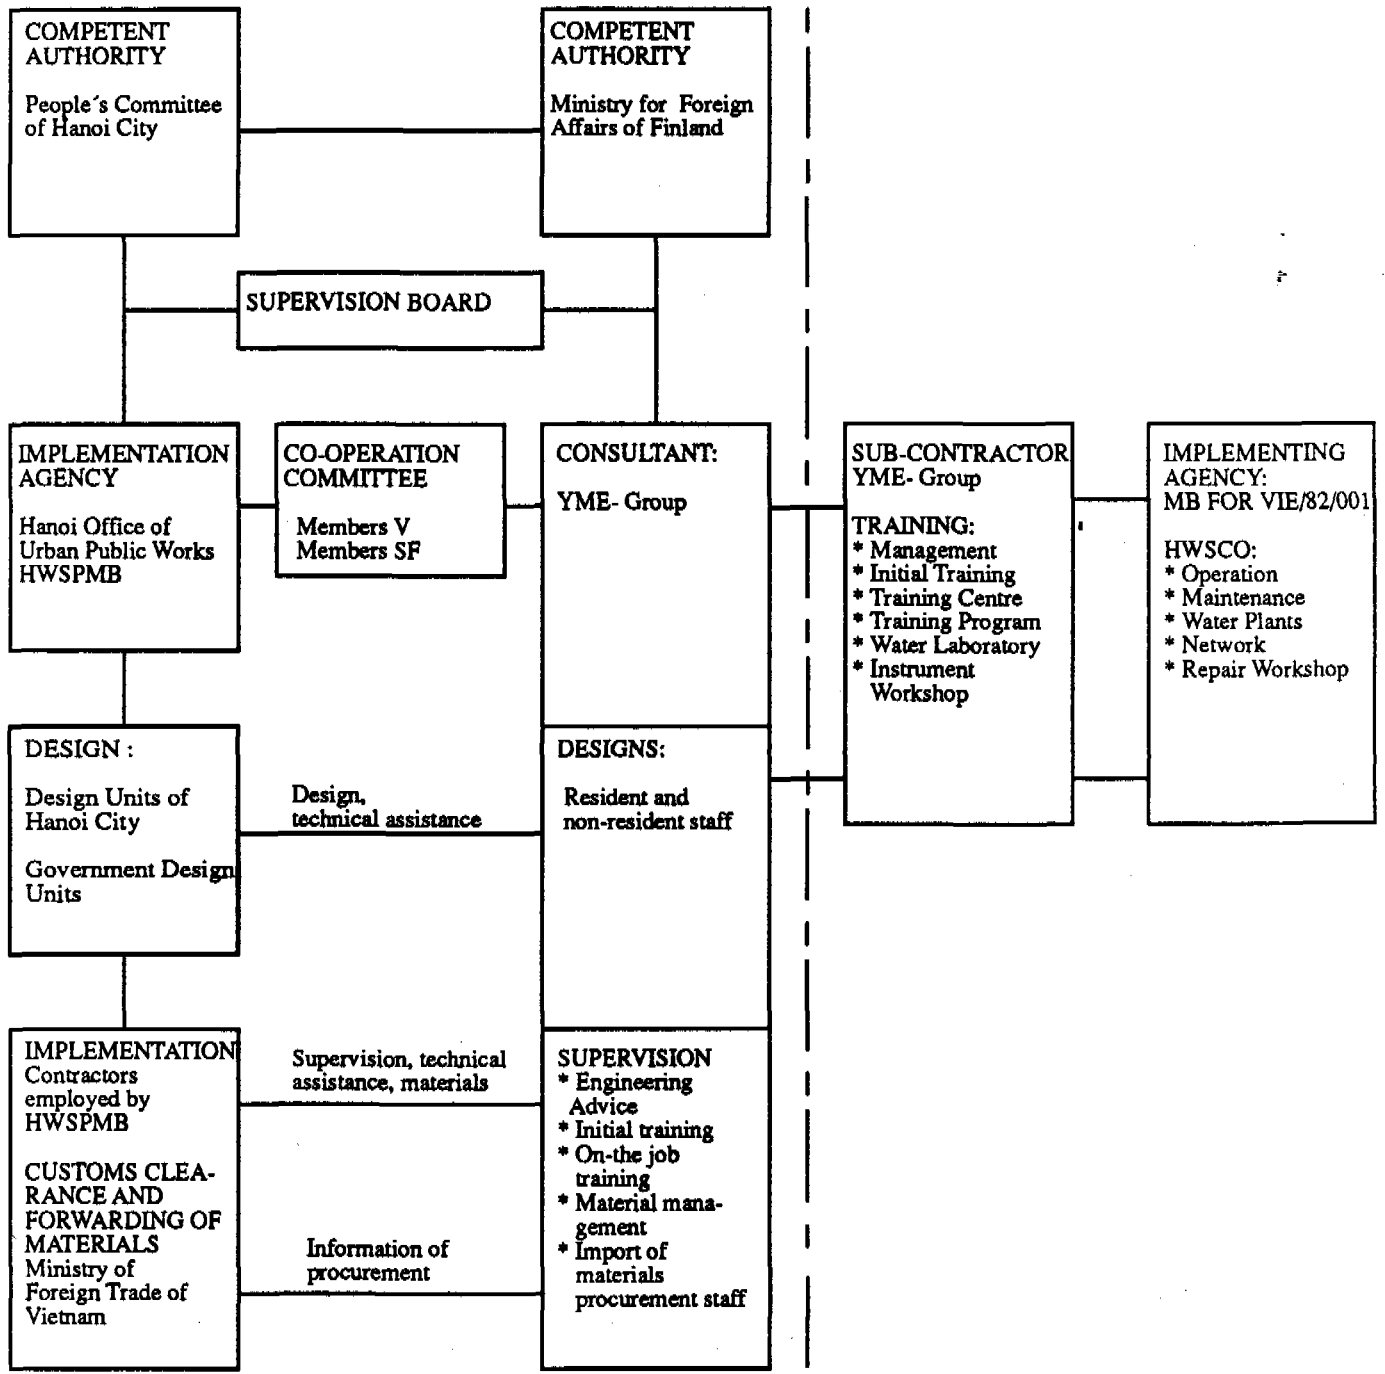 COMPETENT
AUTHORITY
People´s Committee
of Hanoi City
COMPETENT
AUTHORITY
Ministry for Foreign
Affairs of Finland
SUPERVISION BOARD
IMPLEMENTATION
AGENCY
Hanoi Office of
Urban Public Works
HWSPMB
CO-OPERATION
COMMITTEE
Members V
Members SF
CONSULTANT:
YME- Group
SUB-CONTRACTOR
YME- Group
TRAINING:
* Management
* Initial Training
* Training Centre
* Training Program
* Water Laboratory
* Instrument
Workshop
IMPLEMENTING
AGENCY:
MB FOR VIE/82/001
HWSCO:
* Operation
* Maintenance
* Water Plants
* Network
* Repair Workshop
DESIGN :
Design Units of
Hanoi City
Government Design
Units
Design,
technical assistance
DESIGNS:
Resident and
non-resident staff
IMPLEMENTATION
Contractors
employed by
HWSPMB
CUSTOMS CLEA-
RANCE AND
FORWARDING OF
MATERIALS
Ministry of
Foreign Trade of
Vietnam
Supervision, technical
assistance, materials
Information of
procurement
SUPERVISION
* Engineering
Advice
* Initial training
* On-the job
training
* Material mana-
gement
* Import of
materials
procurement staff